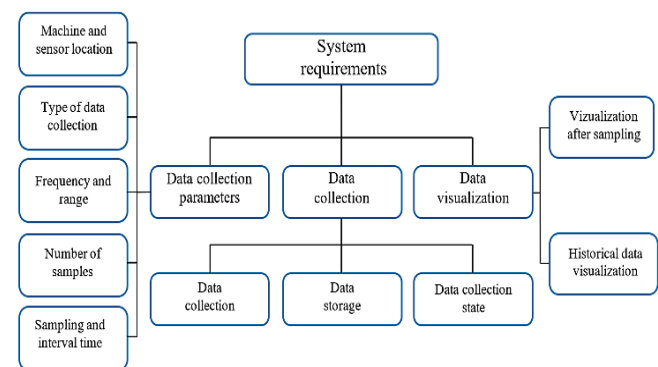 Machine and
sensor location
System
requirements
Type of data
collection
Vizualization
after sampling
Frequency and
range
Data collection
parameters
Data
collection
Data
visualization
Number of
samples
Historical data
visualization
Data
collection
Data
storage
Data collection
state
Sampling and
interval time